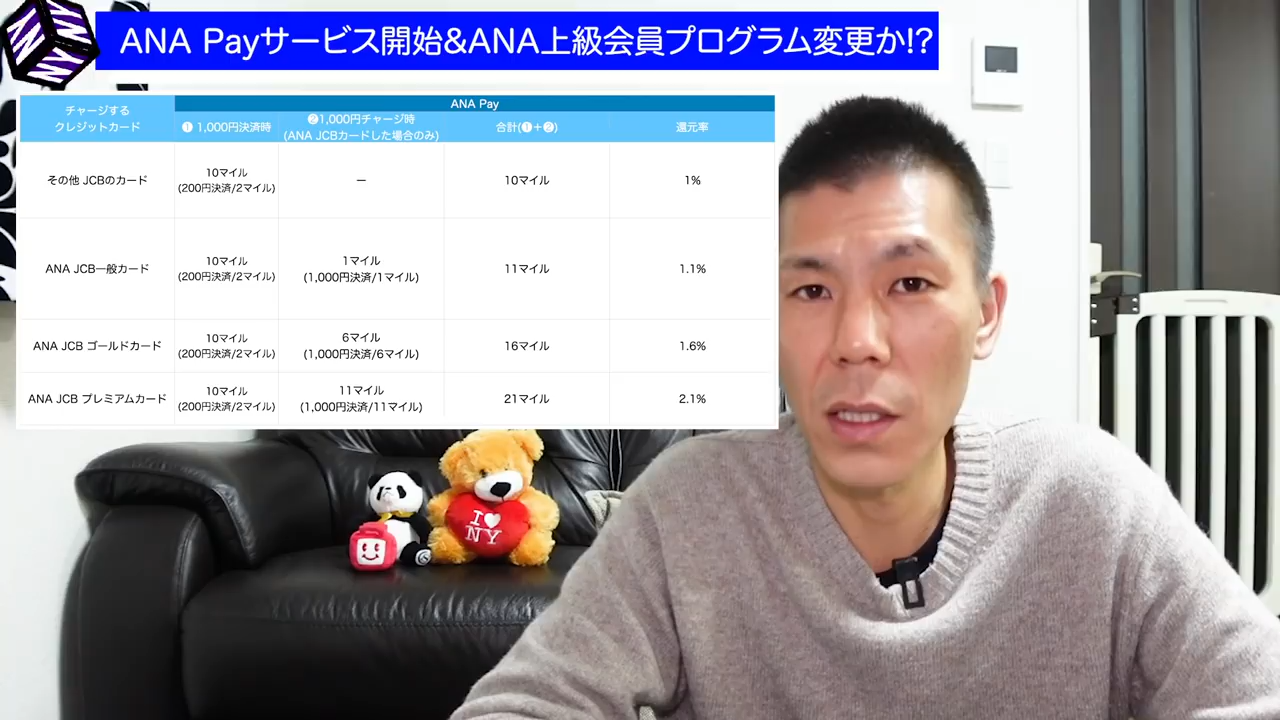 ANA Payサービス開始&ANA上級会員プログラム変更か!?
チャージする
クレジットカード
ANA Pay
❶ 1,000円決済時
❷1,000円チャージ時
(ANA JCBカードした場合のみ)
合計(❶+❷)
還元率
その他 JCBのカード
10マイル
(200円決済/2マイル)
ー
10マイル
1%
ANA JCB一般カード
10マイル
(200円決済/2マイル)
1マイル
(1,000円決済/1マイル)
11マイル
1.1%
ANA JCB ゴールドカード
10マイル
(200円決済/2マイル)
6マイル
(1,000円決済/6マイル)
16マイル
1.6%
ANA JCB プレミアムカード
10マイル
(200円決済/2マイル)
11マイル
(1,000円決済/11マイル)
21マイル
2.1%
I♥
NY